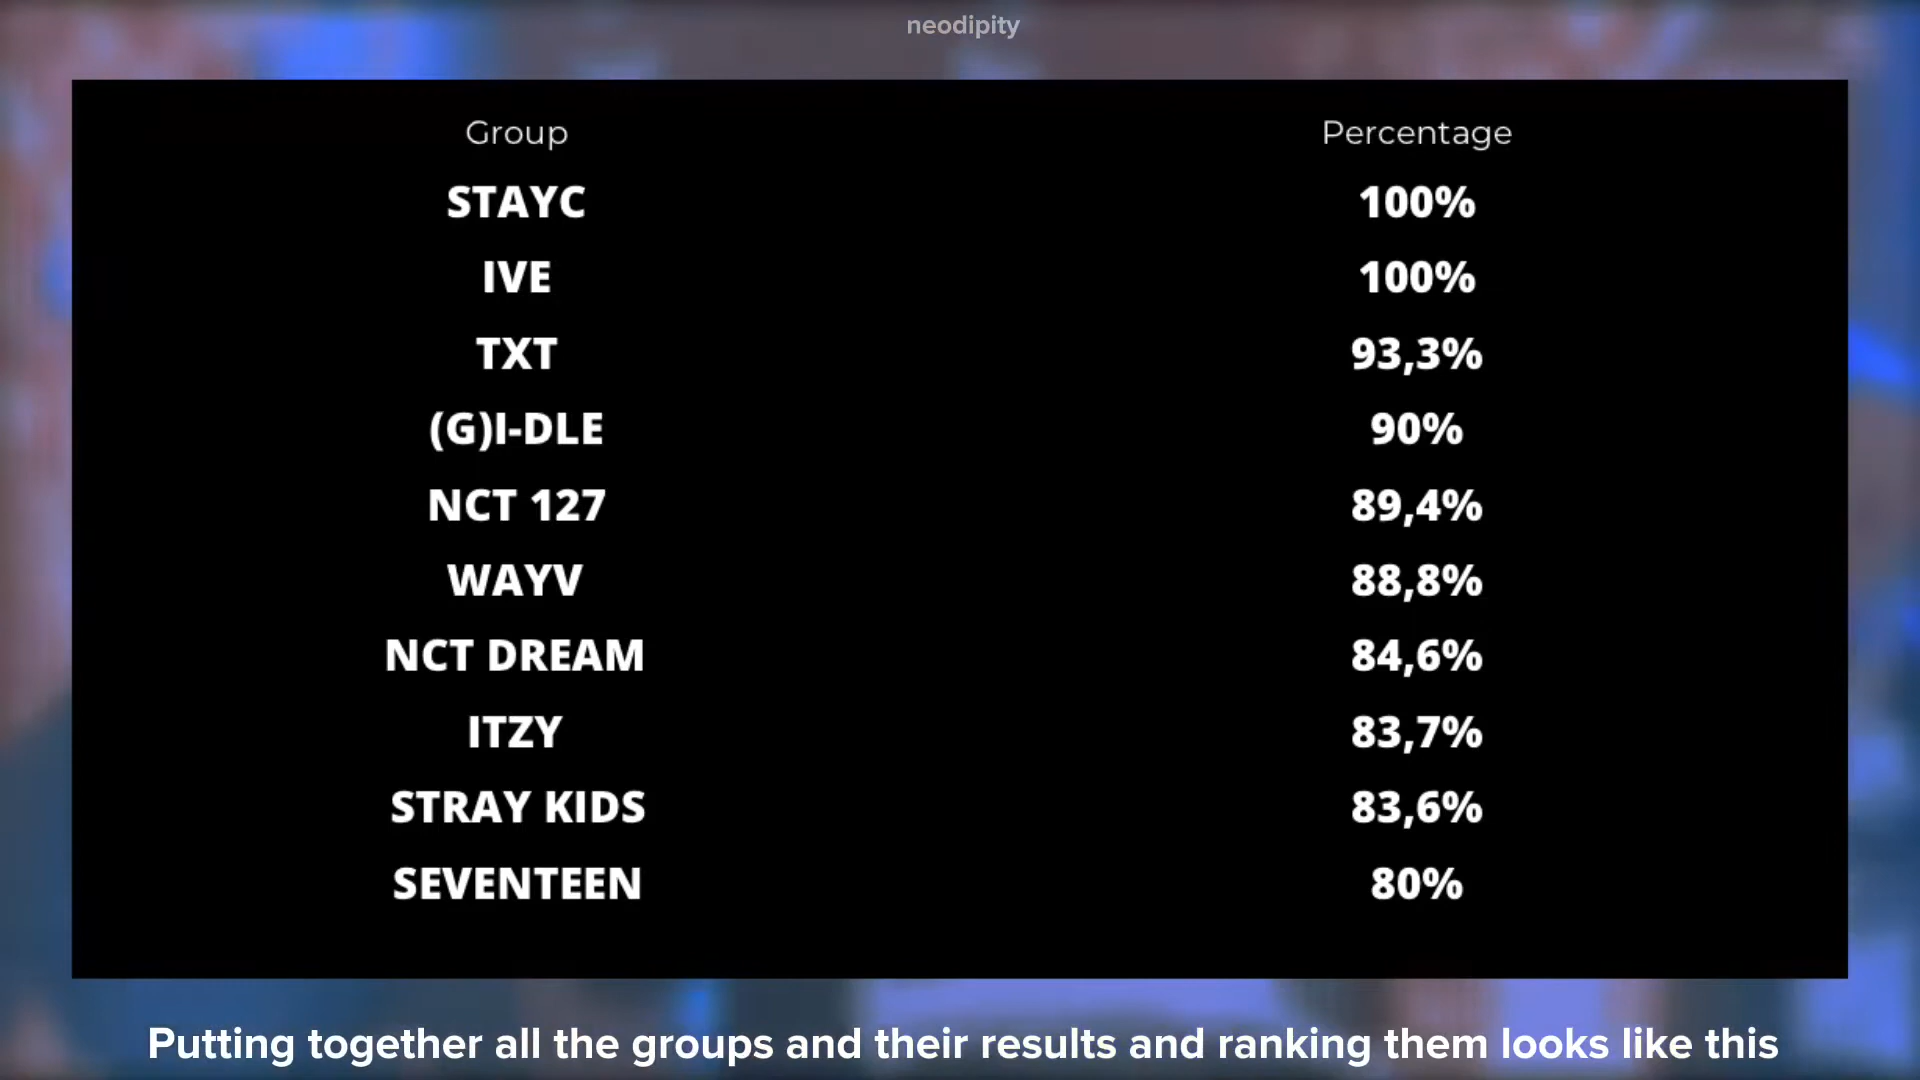 neodipity
Group Percentage
STAYC 100%
IVE 100%
TXT 93,3%
(G)I-DLE 90%
NCT 127 89,4%
WAYV 88,8%
NCT DREAM 84,6%
ITZY 83,7%
STRAY KIDS 83,6%
SEVENTEEN 80%
Putting together all the groups and their results and ranking them looks like this